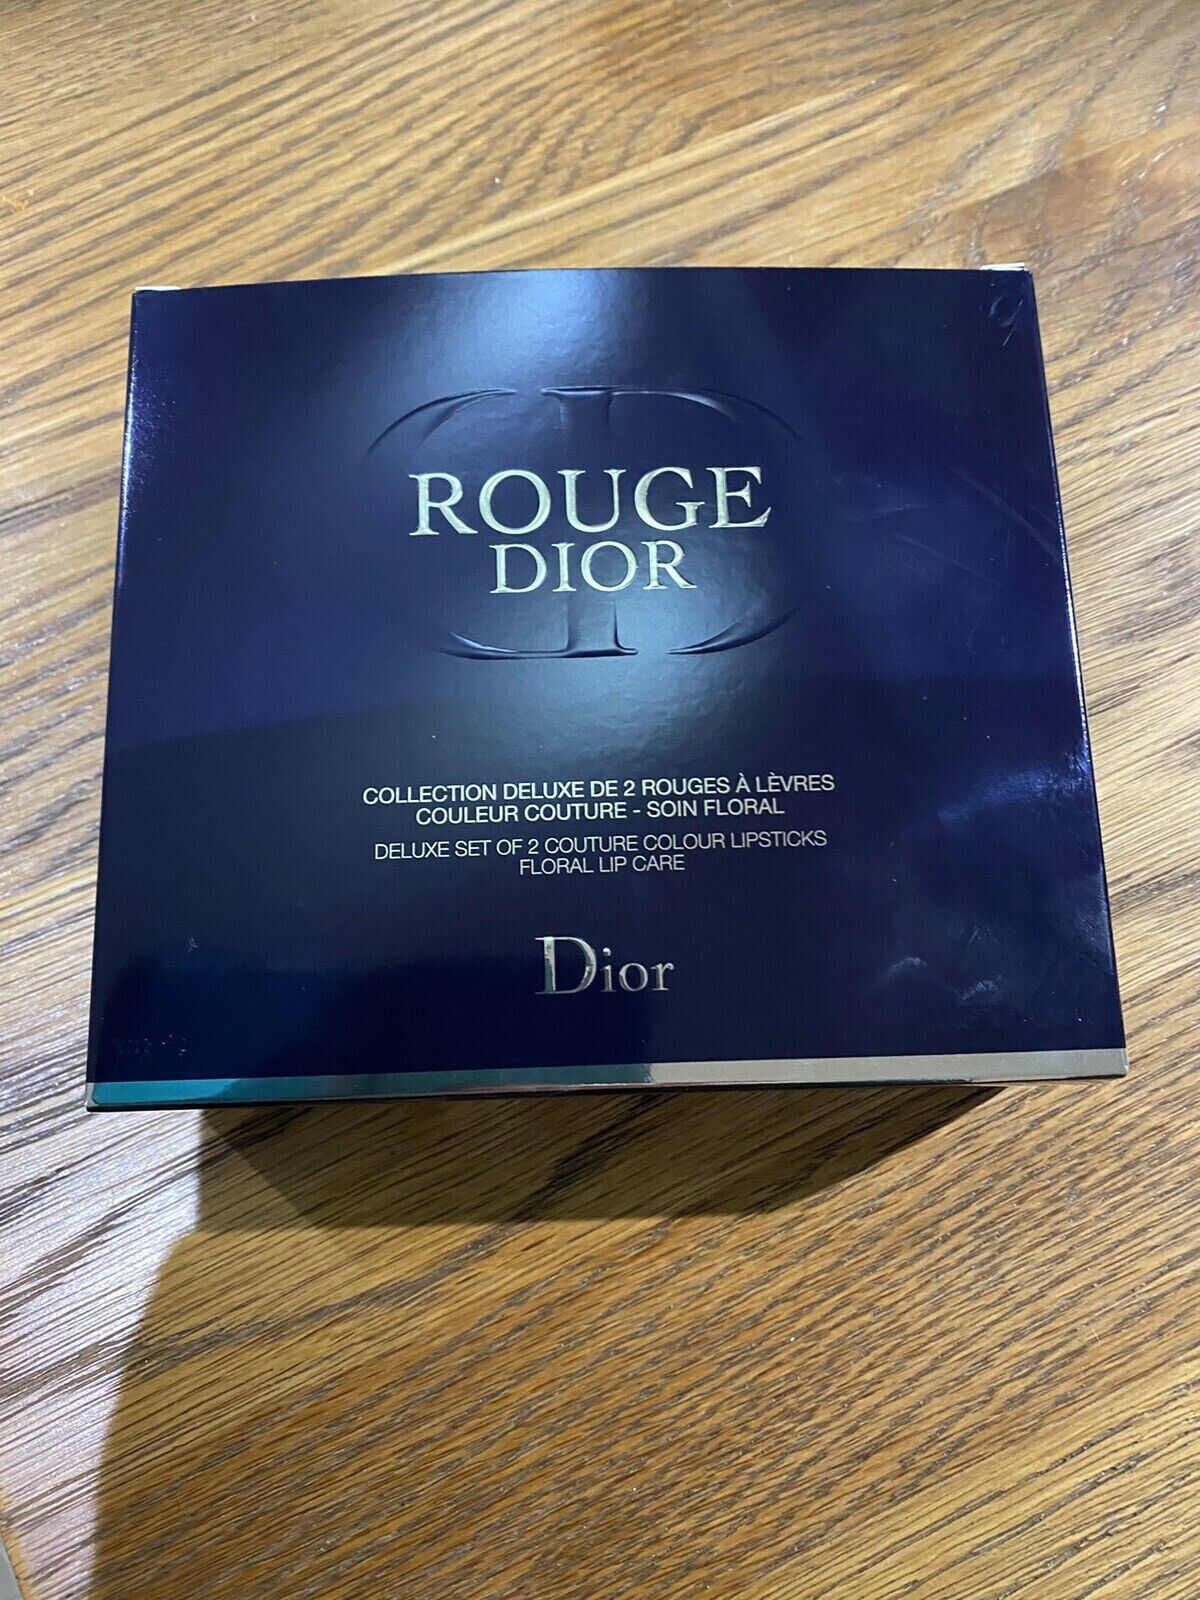 ROUGE
DIOR
COLLECTION DELUXE DE 2 ROUGES À LÈVRES
COULEUR COUTURE - SOIN FLORAL
DELUXE SET OF 2 COUTURE COLOUR LIPSTICKS
FLORAL LIP CARE
Dior